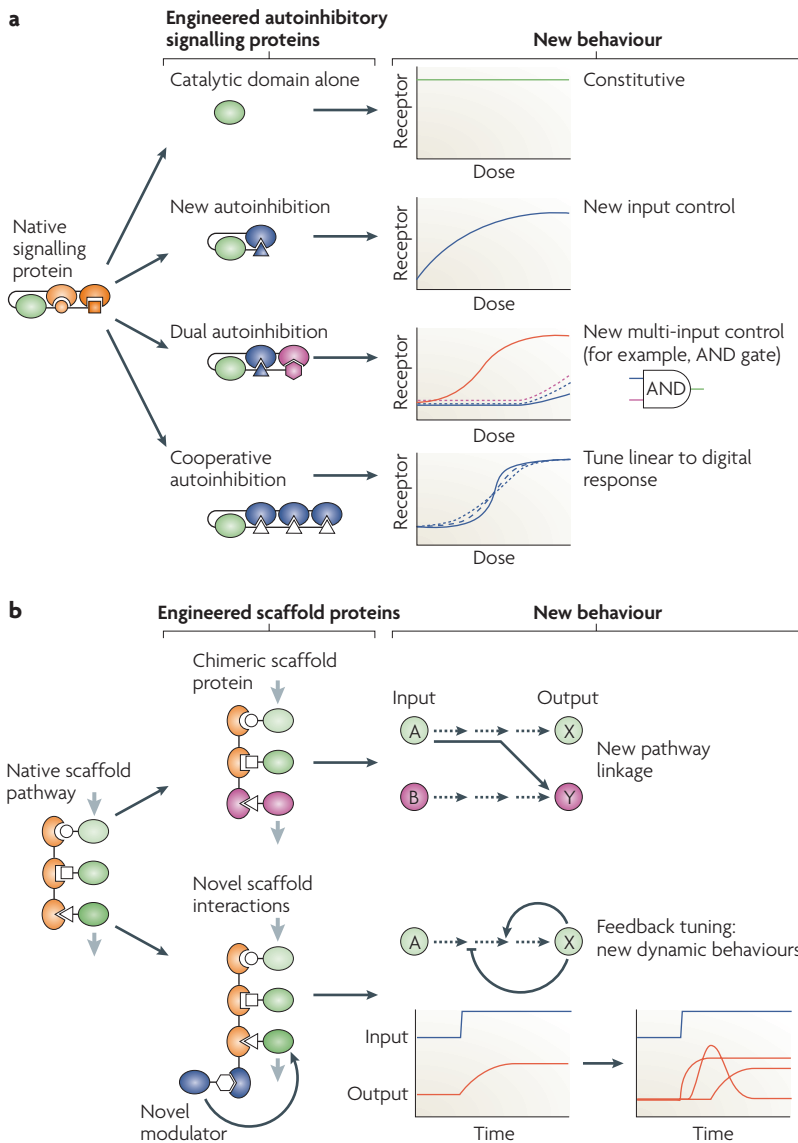 a
Engineered autoinhibitory
signalling proteins
New behaviour
Catalytic domain alone
Receptor
Dose
Constitutive
Native
signalling
protein
New autoinhibition
Receptor
Dose
New input control
Dual autoinhibition
Receptor
Dose
New multi-input control
(for example, AND gate)
AND
Cooperative
autoinhibition
Receptor
Dose
Tune linear to digital
response
b
Engineered scaffold proteins
New behaviour
Chimeric scaffold
protein
Input
Output
A
X
B
Y
New pathway
linkage
Native scaffold
pathway
Novel scaffold
interactions
Novel
modulator
A
X
Feedback tuning:
new dynamic behaviours
Input
Output
Time
Time